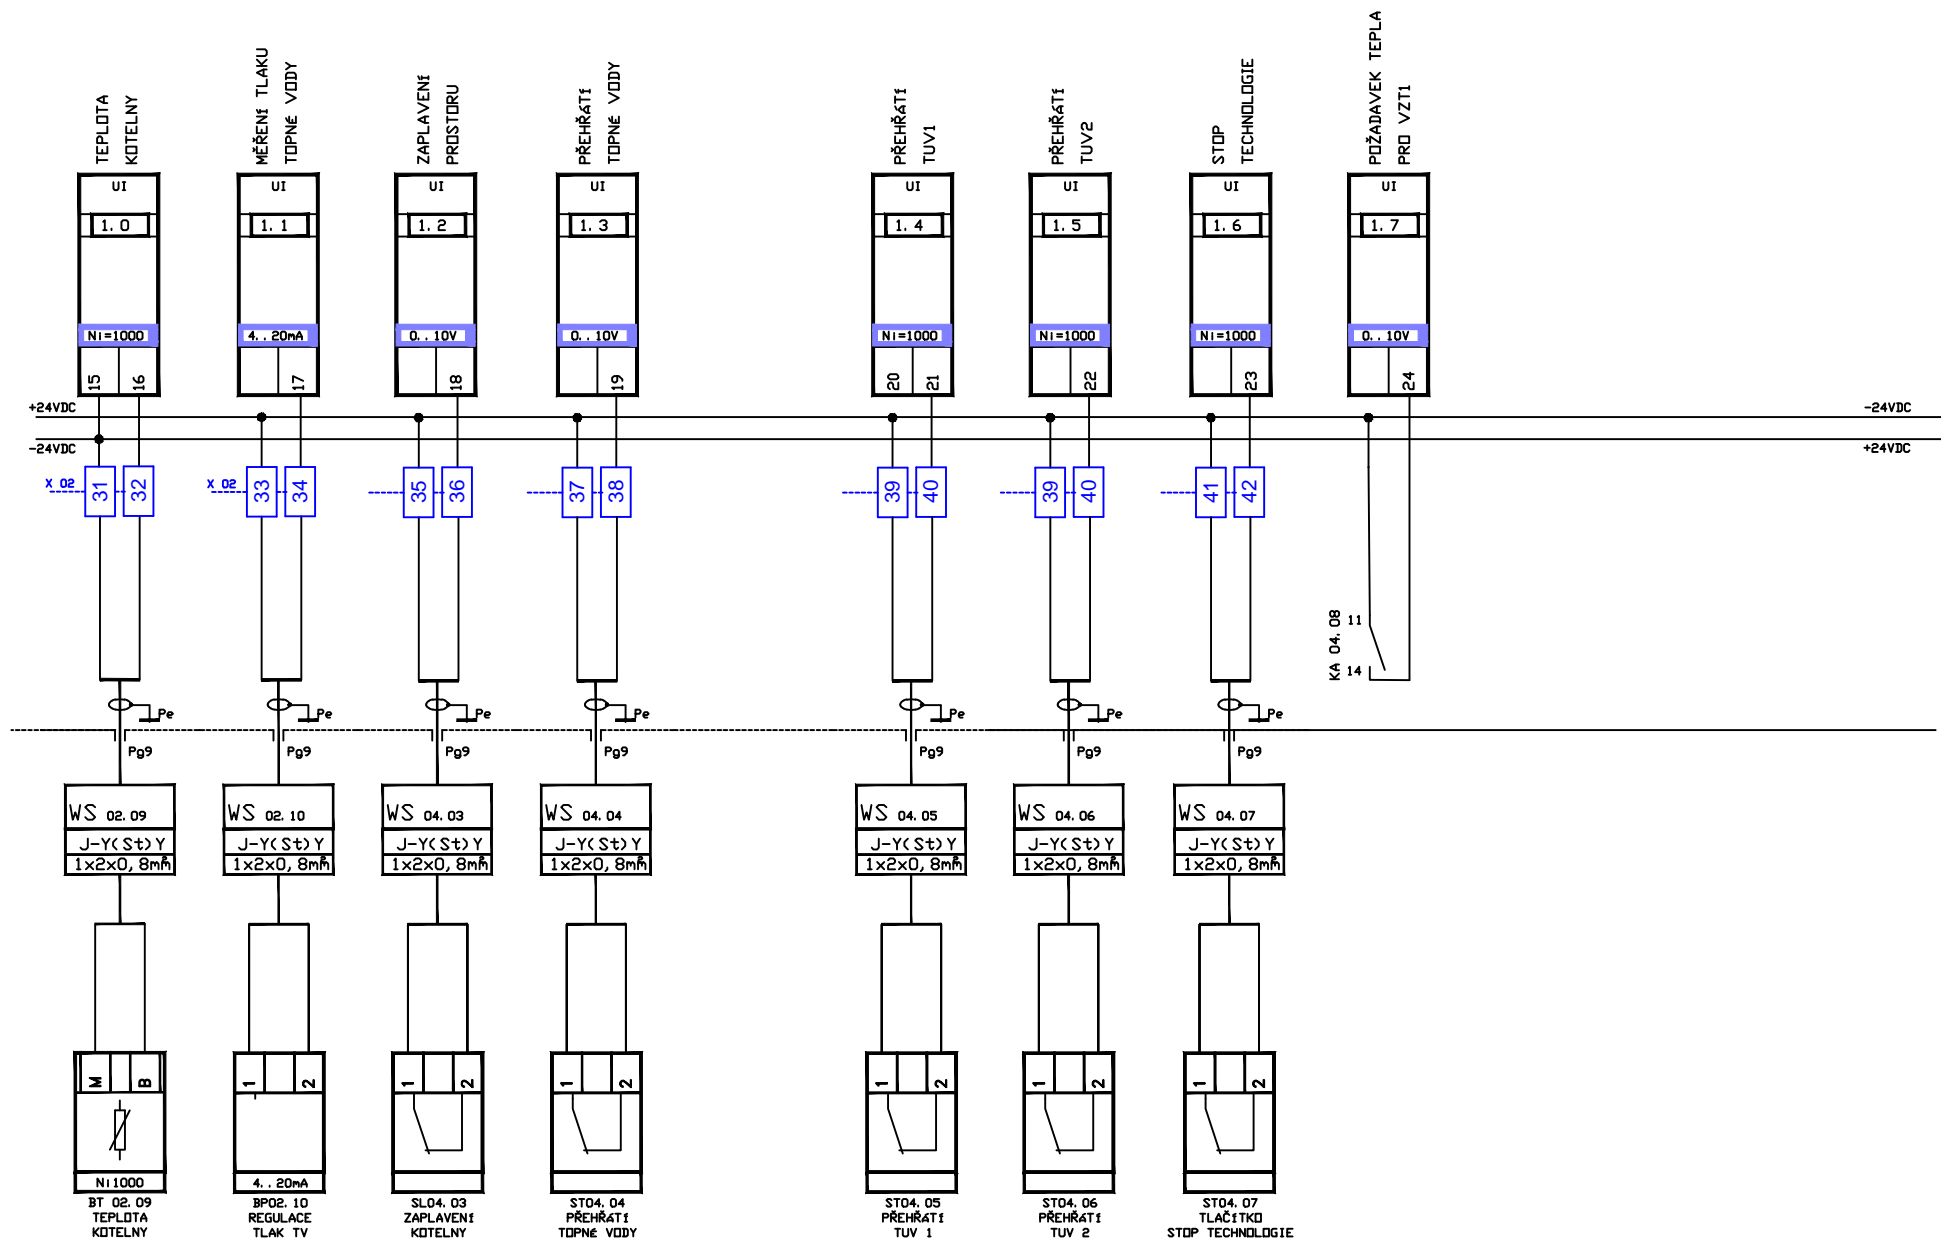 TEPLOTA
KOTELNY
MĚŘENÍ TLAKU
TOPNÉ VODY
ZAPLAVENÍ
PROSTORU
PŘEHŘÁTÍ
TOPNÉ VODY
PŘEHŘÁTÍ
TUV1
PŘEHŘÁTÍ
TUV2
STOP
TECHNOLOGIE
POŽADAVEK TEPLA
PRO VZT1
UI UI UI UI UI UI UI UI
1.0 1.1 1.2 1.3 1.4 1.5 1.6 1.7
Ni=1000 4..20mA 0..10V 0..10V Ni=1000 Ni=1000 Ni=1000 0..10V
15 16 17 18 19 20 21 22 23 24
+24VDC -24VDC
-24VDC +24VDC
X 02 31 32 X 02 33 34 35 36 37 38 39 40 39 40 41 42
KA 04.08 11
14
Pe Pe Pe Pe Pe Pe Pe
Pg9 Pg9 Pg9 Pg9 Pg9 Pg9 Pg9
WS 02.09 WS 02.10 WS 04.03 WS 04.04 WS 04.05 WS 04.06 WS 04.07
J-Y(St)Y J-Y(St)Y J-Y(St)Y J-Y(St)Y J-Y(St)Y J-Y(St)Y J-Y(St)Y
1x2x0,8mm² 1x2x0,8mm² 1x2x0,8mm² 1x2x0,8mm² 1x2x0,8mm² 1x2x0,8mm² 1x2x0,8mm²
M B 1 2 1 2 1 2 1 2 1 2 1 2
Ni1000 4..20mA
BT 02.09 BP02.10 SL04.03 ST04.04 ST04.05 ST04.06 ST04.07
TEPLOTA REGULACE ZAPLAVENÍ PŘEHŘÁTÍ PŘEHŘÁTÍ PŘEHŘÁTÍ TLAČÍTKO
KOTELNY TLAK TV KOTELNY TOPNÉ VODY TUV 1 TUV 2 STOP TECHNOLOGIE